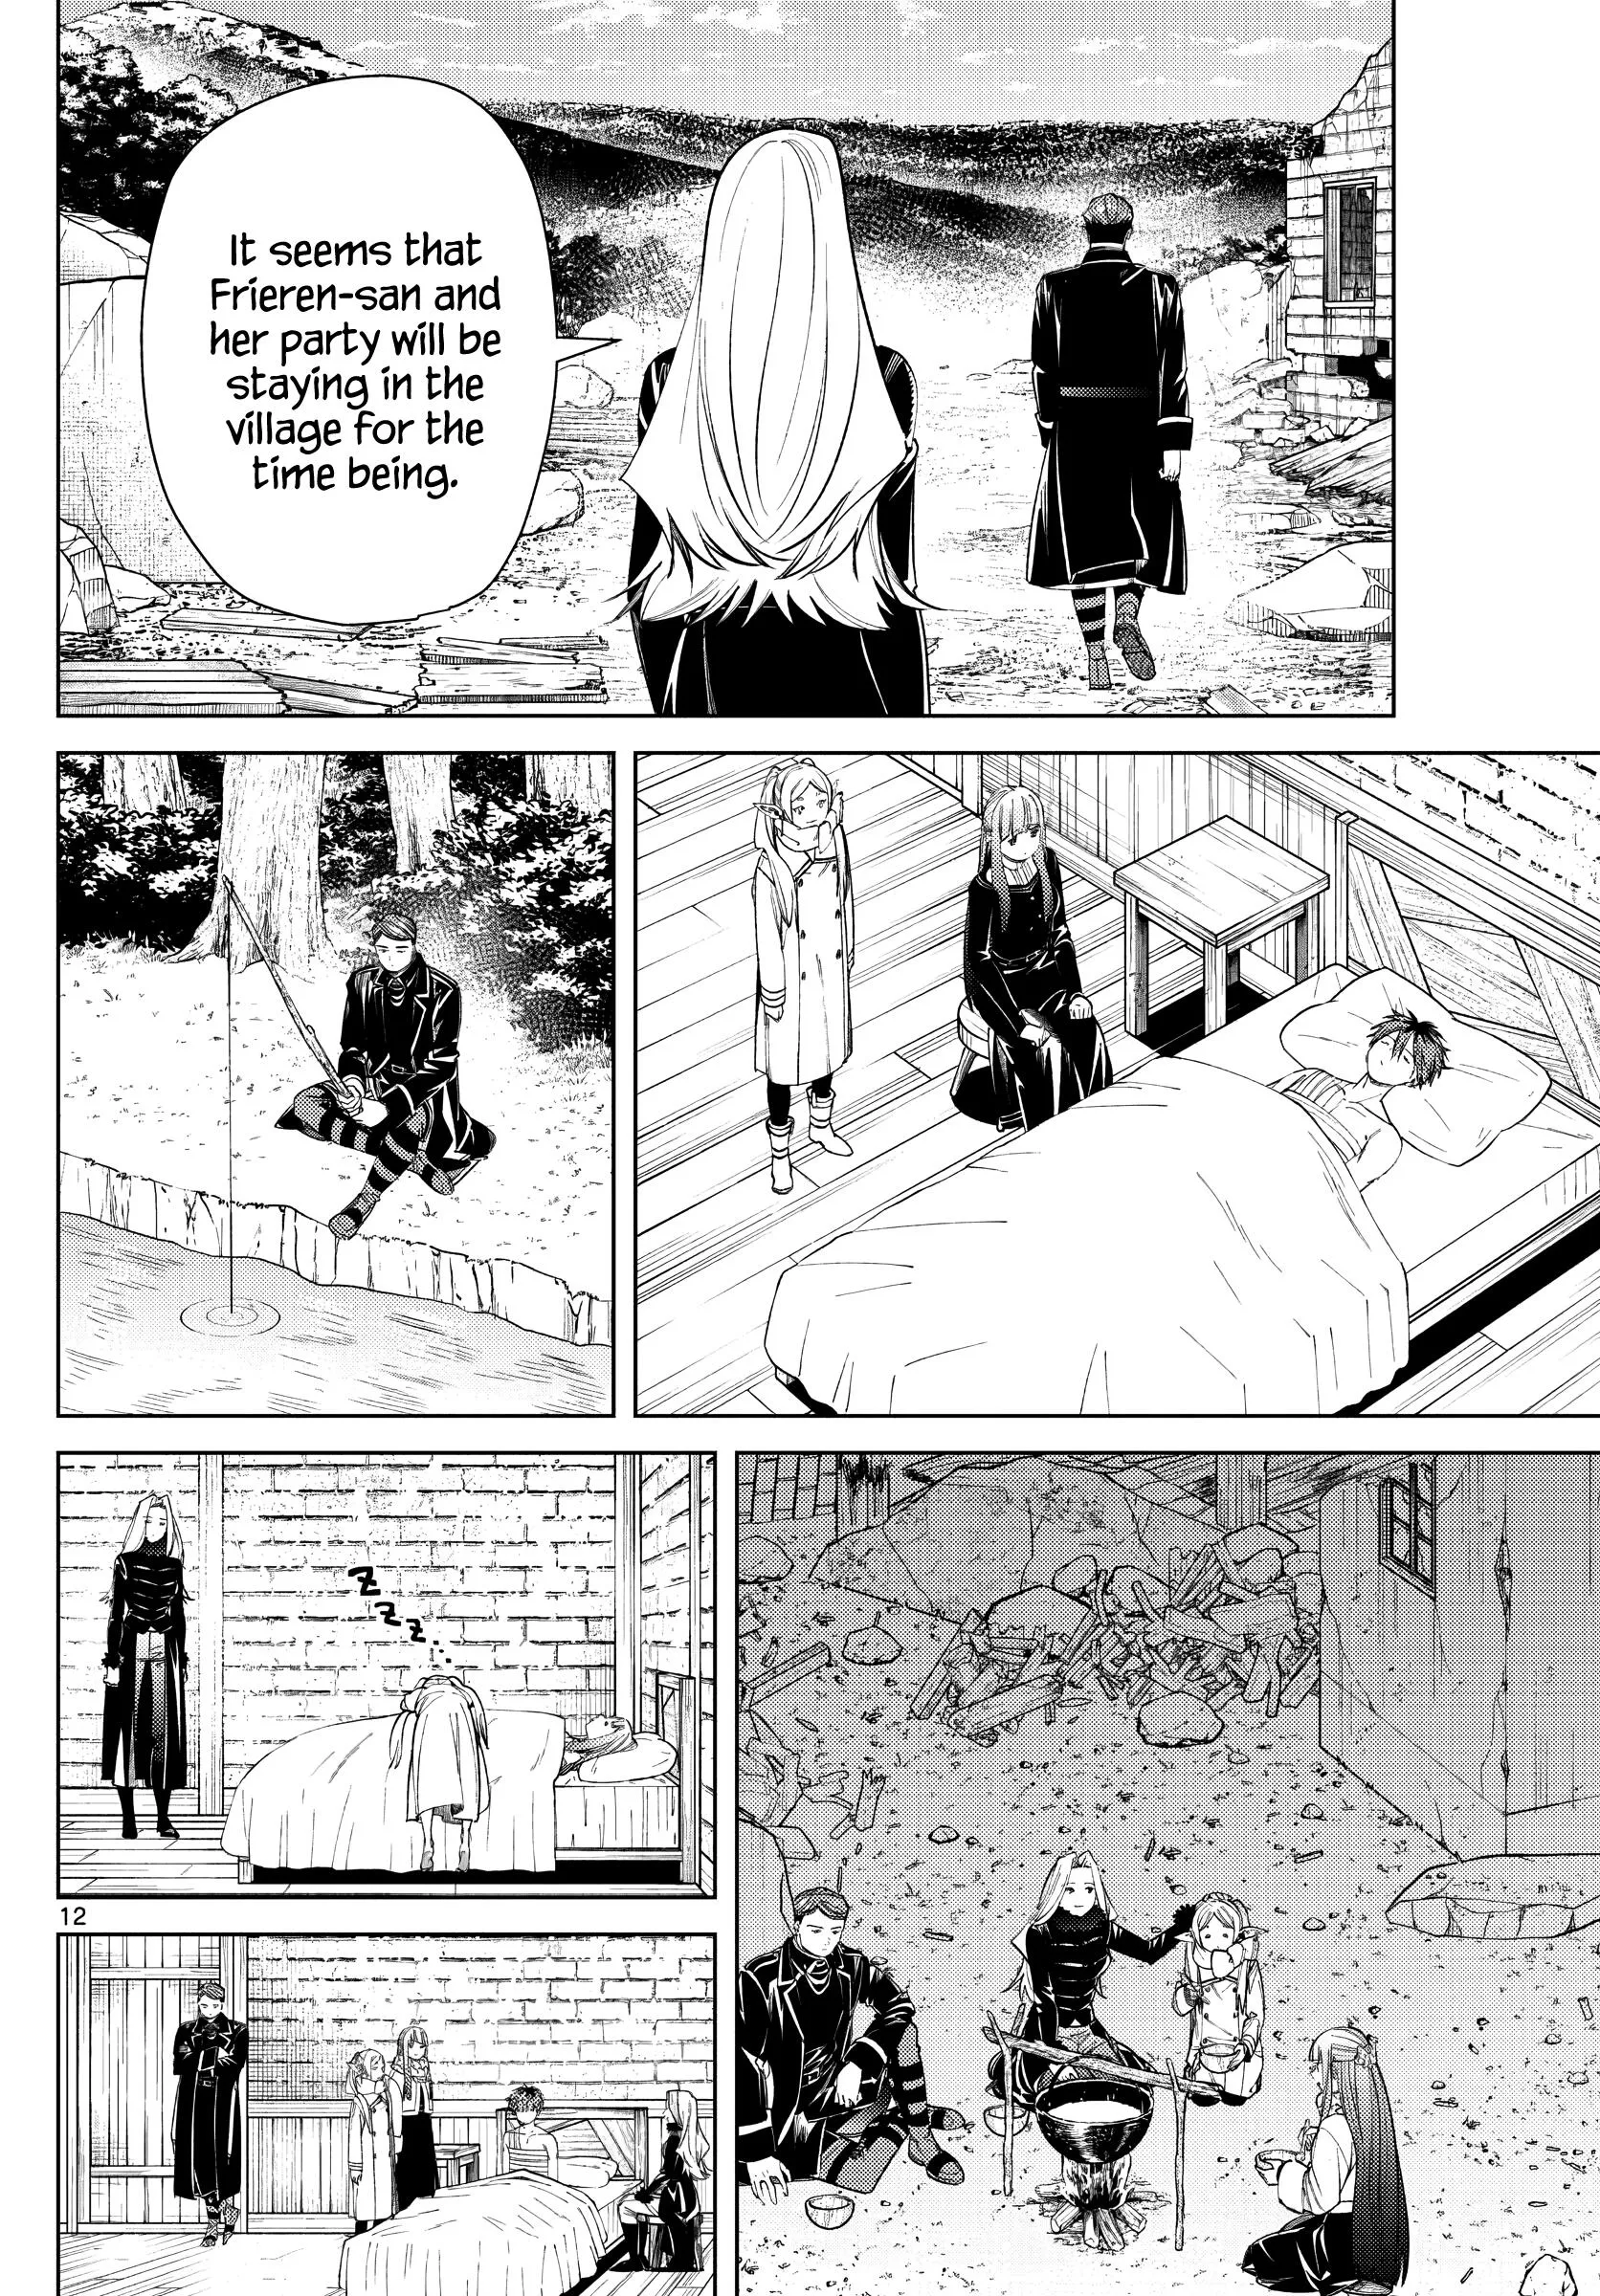 It seems that
Frieren-san and
her party will be
staying in the
village for the
time being.
Z
Z
Z...
12